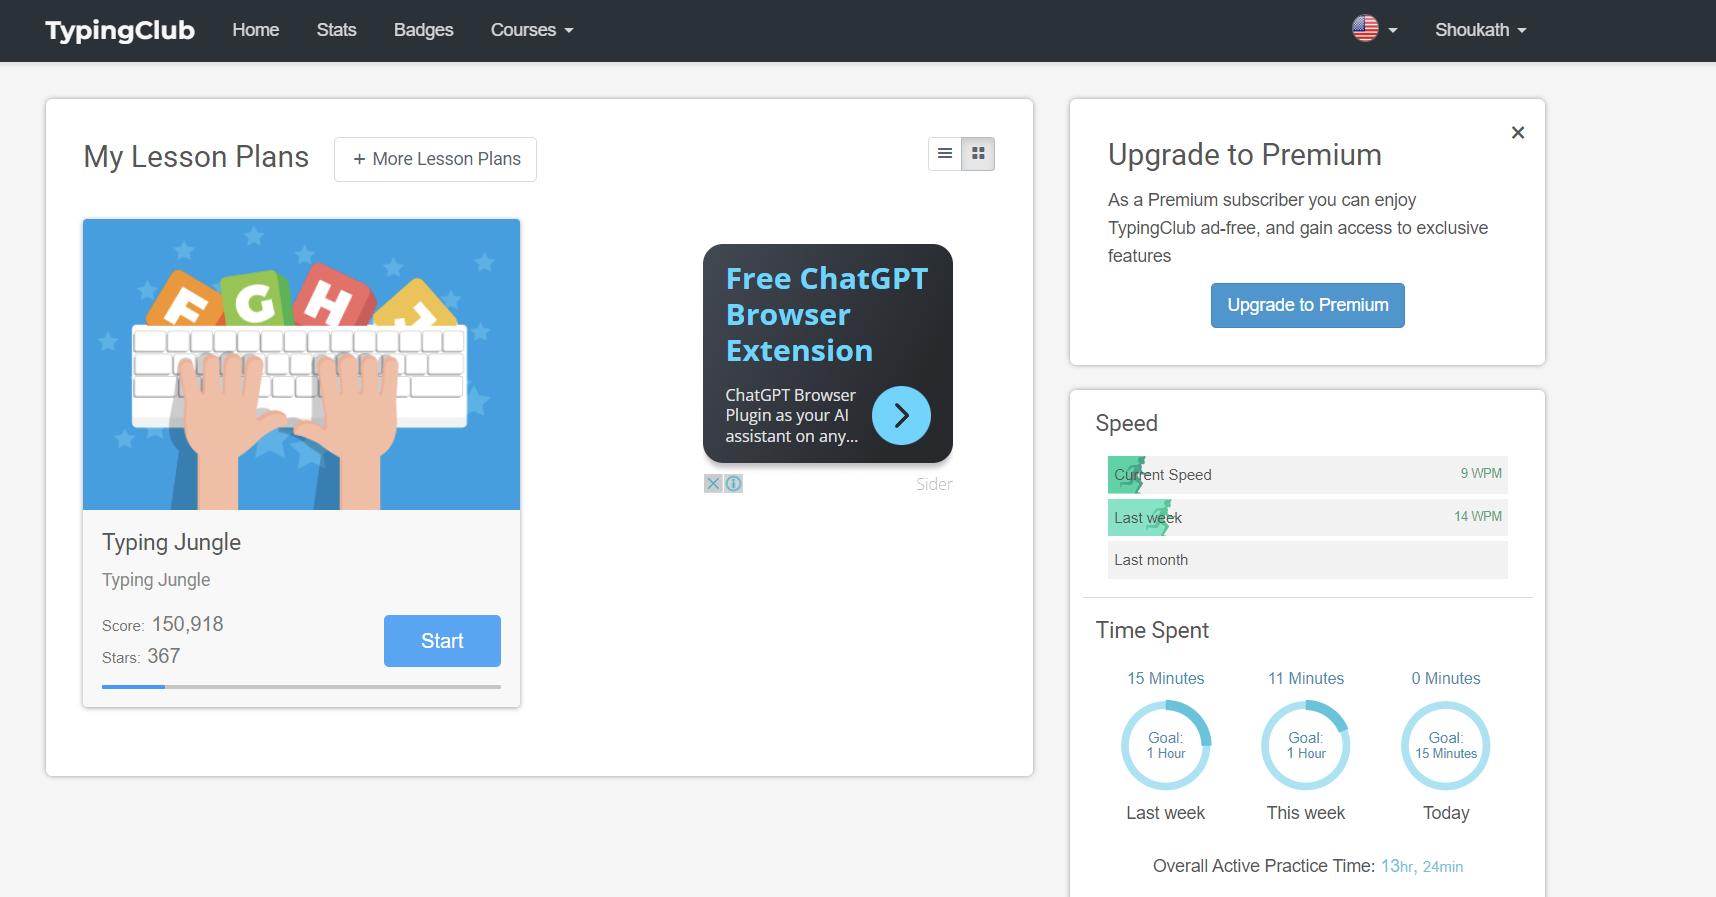 TypingClub
Home
Stats
Badges
Courses
Shoukath
My Lesson Plans
+ More Lesson Plans
F
G
H
Typing Jungle
Typing Jungle
Score: 150,918
Stars: 367
Start
Free ChatGPT
Browser
Extension
ChatGPT Browser
Plugin as your AI
assistant on any...
Sider
Upgrade to Premium
As a Premium subscriber you can enjoy
TypingClub ad-free, and gain access to exclusive
features
Upgrade to Premium
Speed
Current Speed 9 WPM
Last week 14 WPM
Last month
Time Spent
15 Minutes
Goal:
1 Hour
Last week
11 Minutes
Goal:
1 Hour
This week
0 Minutes
Goal:
15 Minutes
Today
Overall Active Practice Time: 13hr, 24min